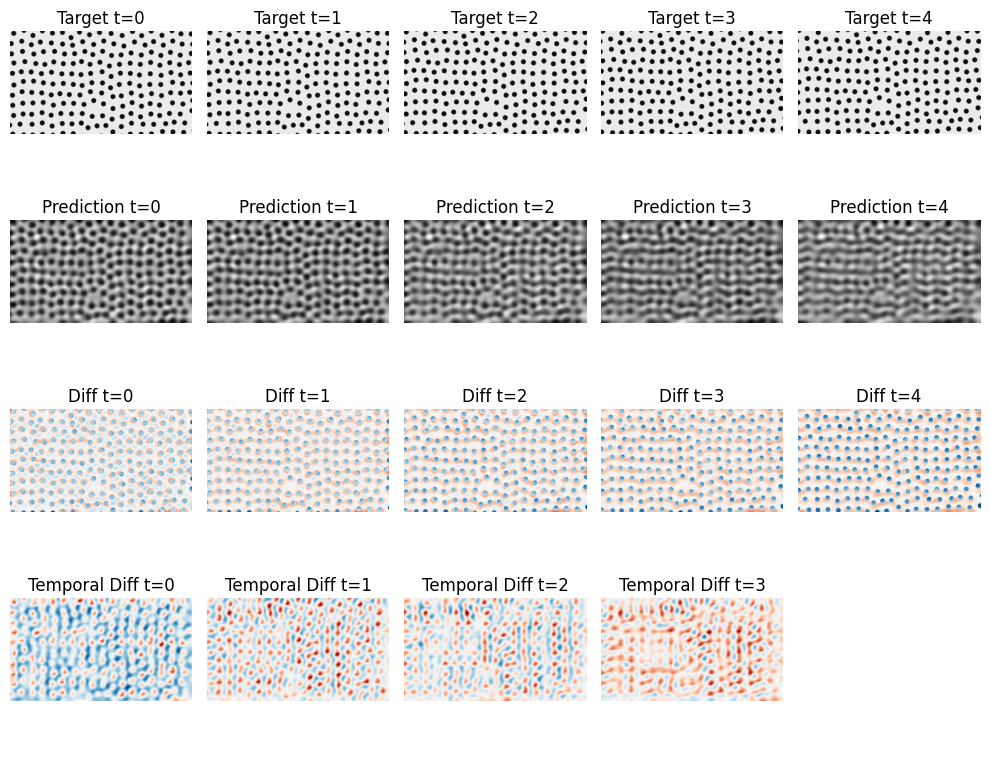 Target t=0 Target t=1 Target t=2 Target t=3 Target t=4
Prediction t=0 Prediction t=1 Prediction t=2 Prediction t=3 Prediction t=4
Diff t=0 Diff t=1 Diff t=2 Diff t=3 Diff t=4
Temporal Diff t=0 Temporal Diff t=1 Temporal Diff t=2 Temporal Diff t=3